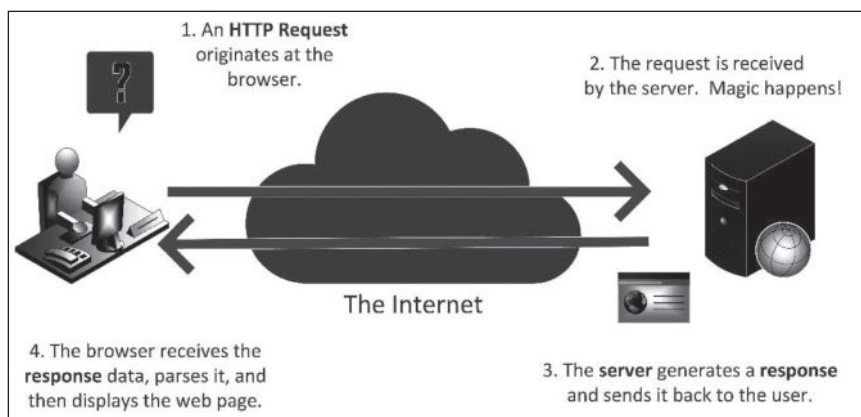 1. An HTTP Request
originates at the
browser.
?
2. The request is received
by the server.  Magic happens!
The Internet
4. The browser receives the
response data, parses it, and
then displays the web page.
3. The server generates a response
and sends it back to the user.